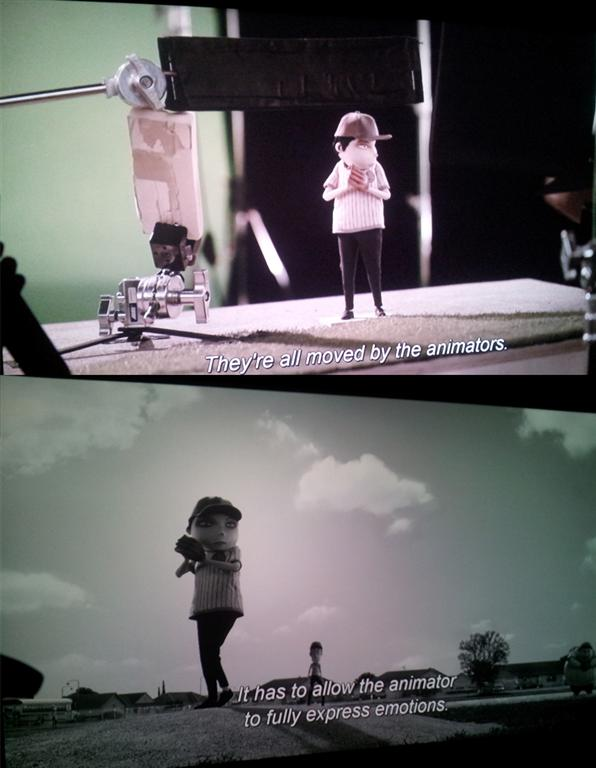 They're all moved by the animators.
It has to allow the animator
to fully express emotions.